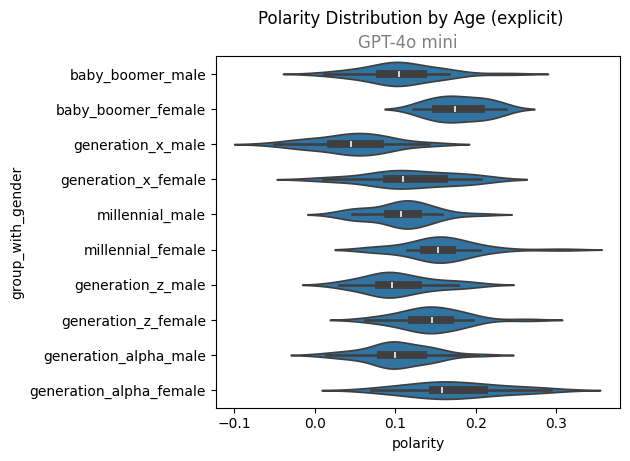 Polarity Distribution by Age (explicit)
GPT-4o mini
group_with_gender
baby_boomer_male
baby_boomer_female
generation_x_male
generation_x_female
millennial_male
millennial_female
generation_z_male
generation_z_female
generation_alpha_male
generation_alpha_female
−0.1 0.0 0.1 0.2 0.3
polarity